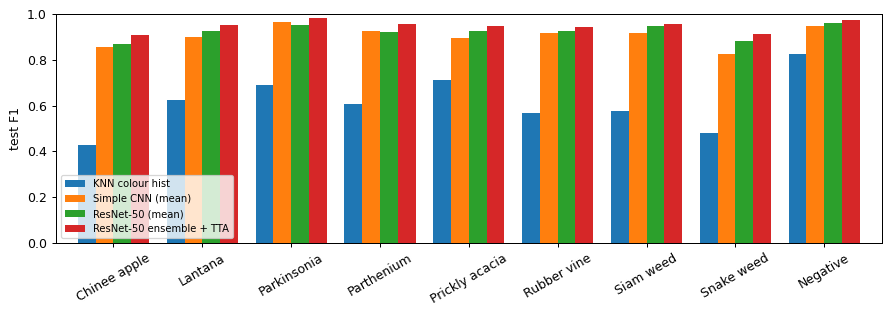 test F1
1.0
0.8
0.6
0.4
0.2
0.0
KNN colour hist
Simple CNN (mean)
ResNet-50 (mean)
ResNet-50 ensemble + TTA
Chinee apple
Lantana
Parkinsonia
Parthenium
Prickly acacia
Rubber vine
Siam weed
Snake weed
Negative